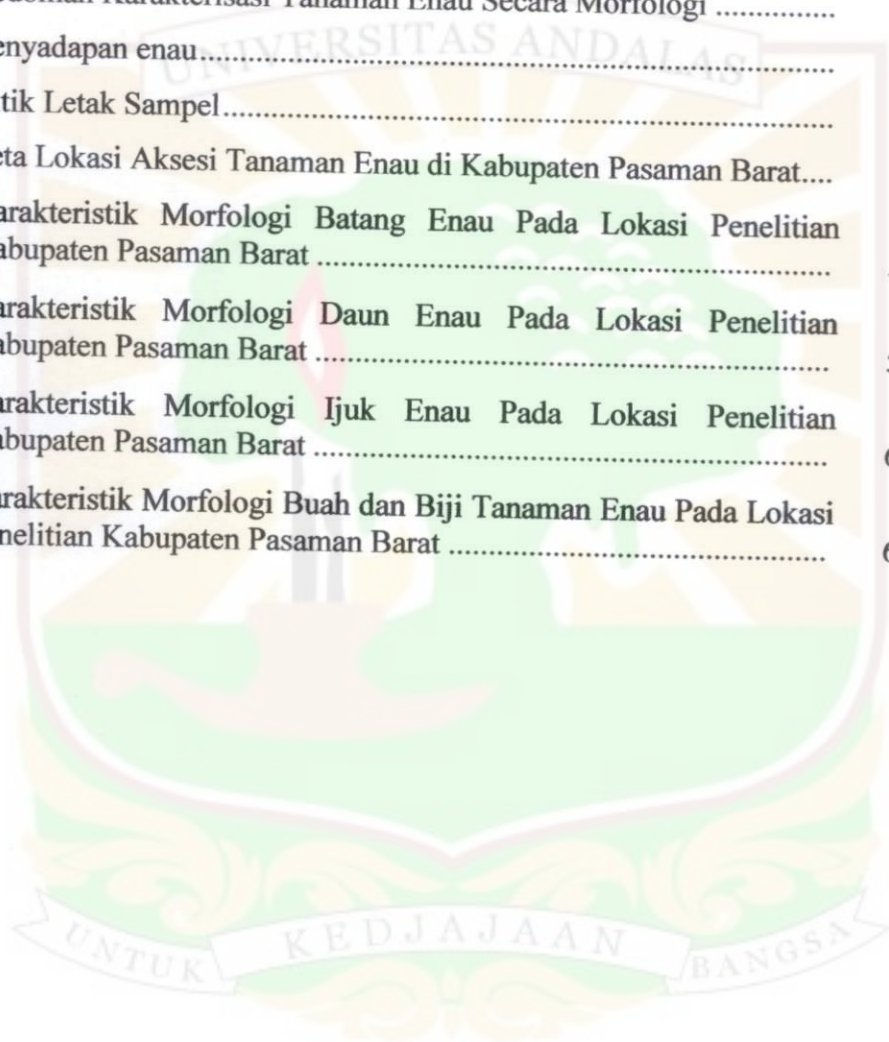 Karakterisasi Tanaman Enau Secara Morfologi ..............
enyadapan enau..............................................................................
tik Letak Sampel..............................................................................
eta Lokasi Aksesi Tanaman Enau di Kabupaten Pasaman Barat....
arakteristik Morfologi Batang Enau Pada Lokasi Penelitian
abupaten Pasaman Barat ..................................................................
arakteristik Morfologi Daun Enau Pada Lokasi Penelitian
abupaten Pasaman Barat ..................................................................
arakteristik Morfologi Ijuk Enau Pada Lokasi Penelitian
abupaten Pasaman Barat ..................................................................
arakteristik Morfologi Buah dan Biji Tanaman Enau Pada Lokasi
nelitian Kabupaten Pasaman Barat ................................................
UNIVERSITAS ANDALAS
UNTUK KEDJAJAAN BANGSA